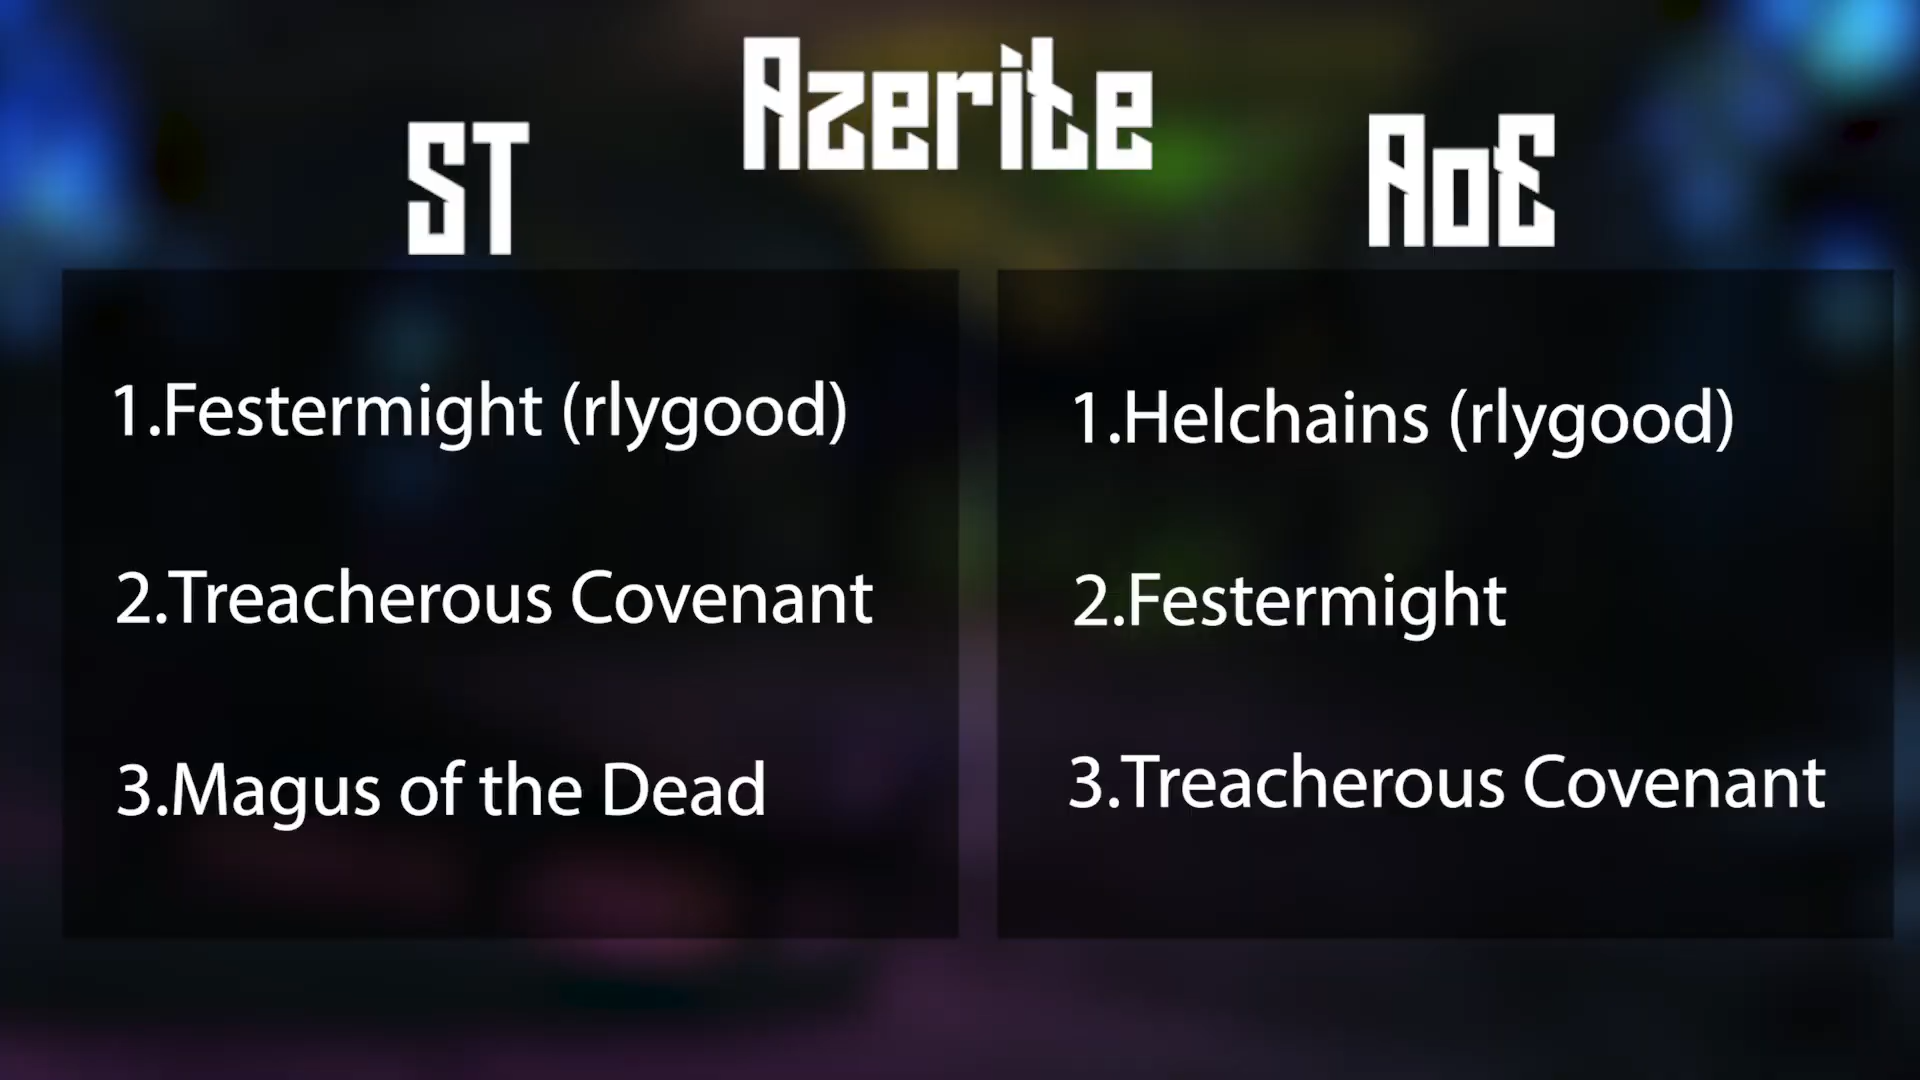 Azerite
ST
1.Festermight (rlygood)
2.Treacherous Covenant
3.Magus of the Dead
AoE
1.Helchains (rlygood)
2.Festermight
3.Treacherous Covenant